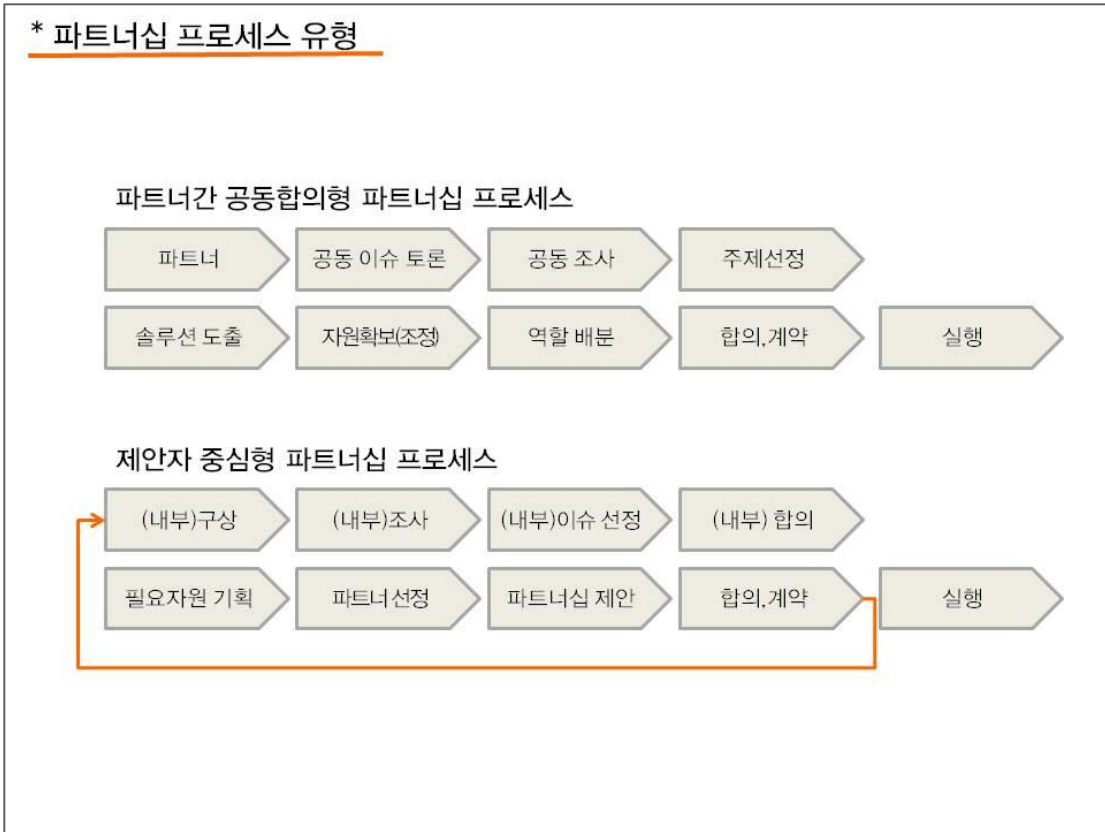 * 파트너십 프로세스 유형
파트너간 공동합의형 파트너십 프로세스
파트너 공동 이슈 토론 공동 조사 주제선정
솔루션 도출 자원확보(조정) 역할 배분 합의,계약 실행
제안자 중심형 파트너십 프로세스
(내부)구상 (내부)조사 (내부)이슈 선정 (내부) 합의
필요자원 기획 파트너선정 파트너십 제안 합의,계약 실행